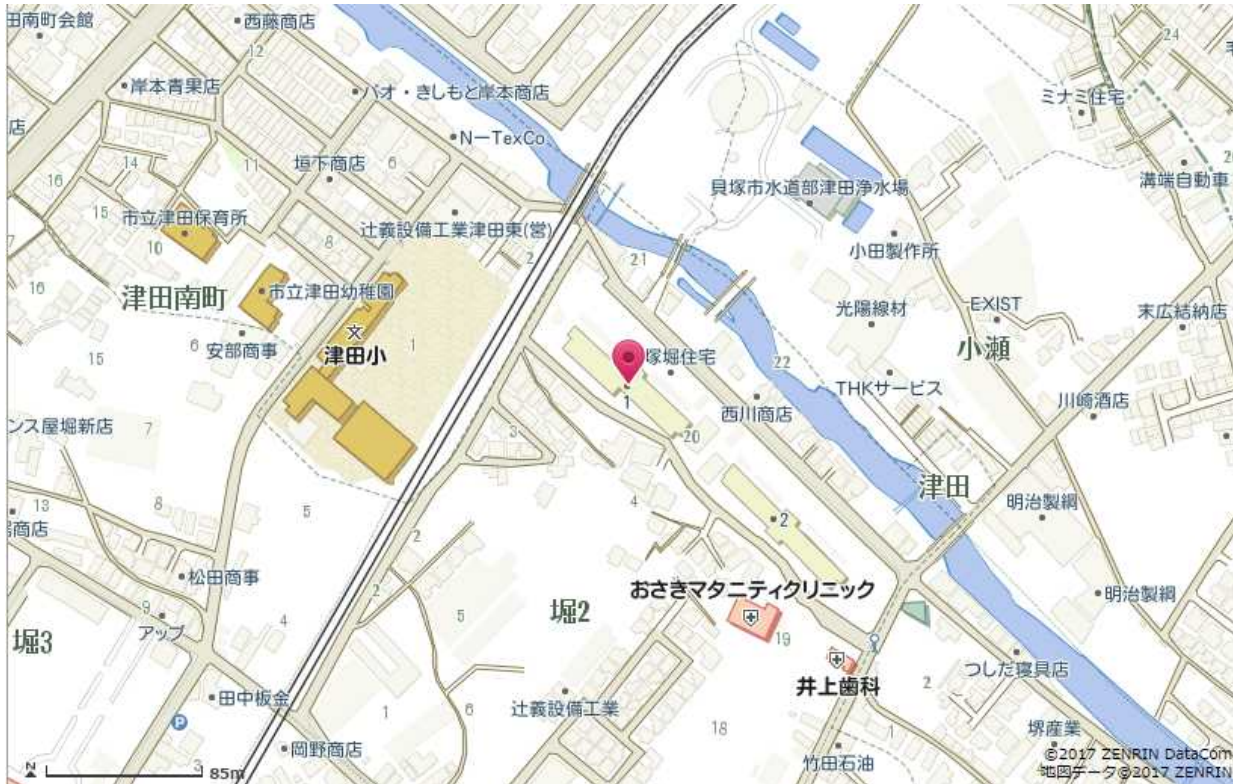 田南町会館
西藤商店
12
24
岸本青果店
パオ・きしもと岸本商店
ミナミ住宅
店
N-TexCo
14
11
垣下商店
6
16
貝塚市水道部津田浄水場
溝端自動車
15
市立津田保育所
10
8
辻義設備工業津田東(営)
2
21
小田製作所
16
津田南町
市立津田幼稚園
光陽線材
EXIST
末広結納店
6
安部商事
津田小
1
小瀬
15
塚堀住宅
22
THKサービス
1
西川商店
川崎酒店
ンス屋堀新店
7
3
20
津田
13
8
5
4
2
明治製綱
商店
2
松田商事
おさきマタニティクリニック
明治製綱
9
4
2
5
堀2
19
アップ
堀3
井上歯科
つしだ寝具店
2
田中板金
1
6
辻義設備工業
18
1
堺産業
岡野商店
3
竹田石油
N
85m
©2017 ZENRIN DataCom
地図データ©2017 ZENRIN